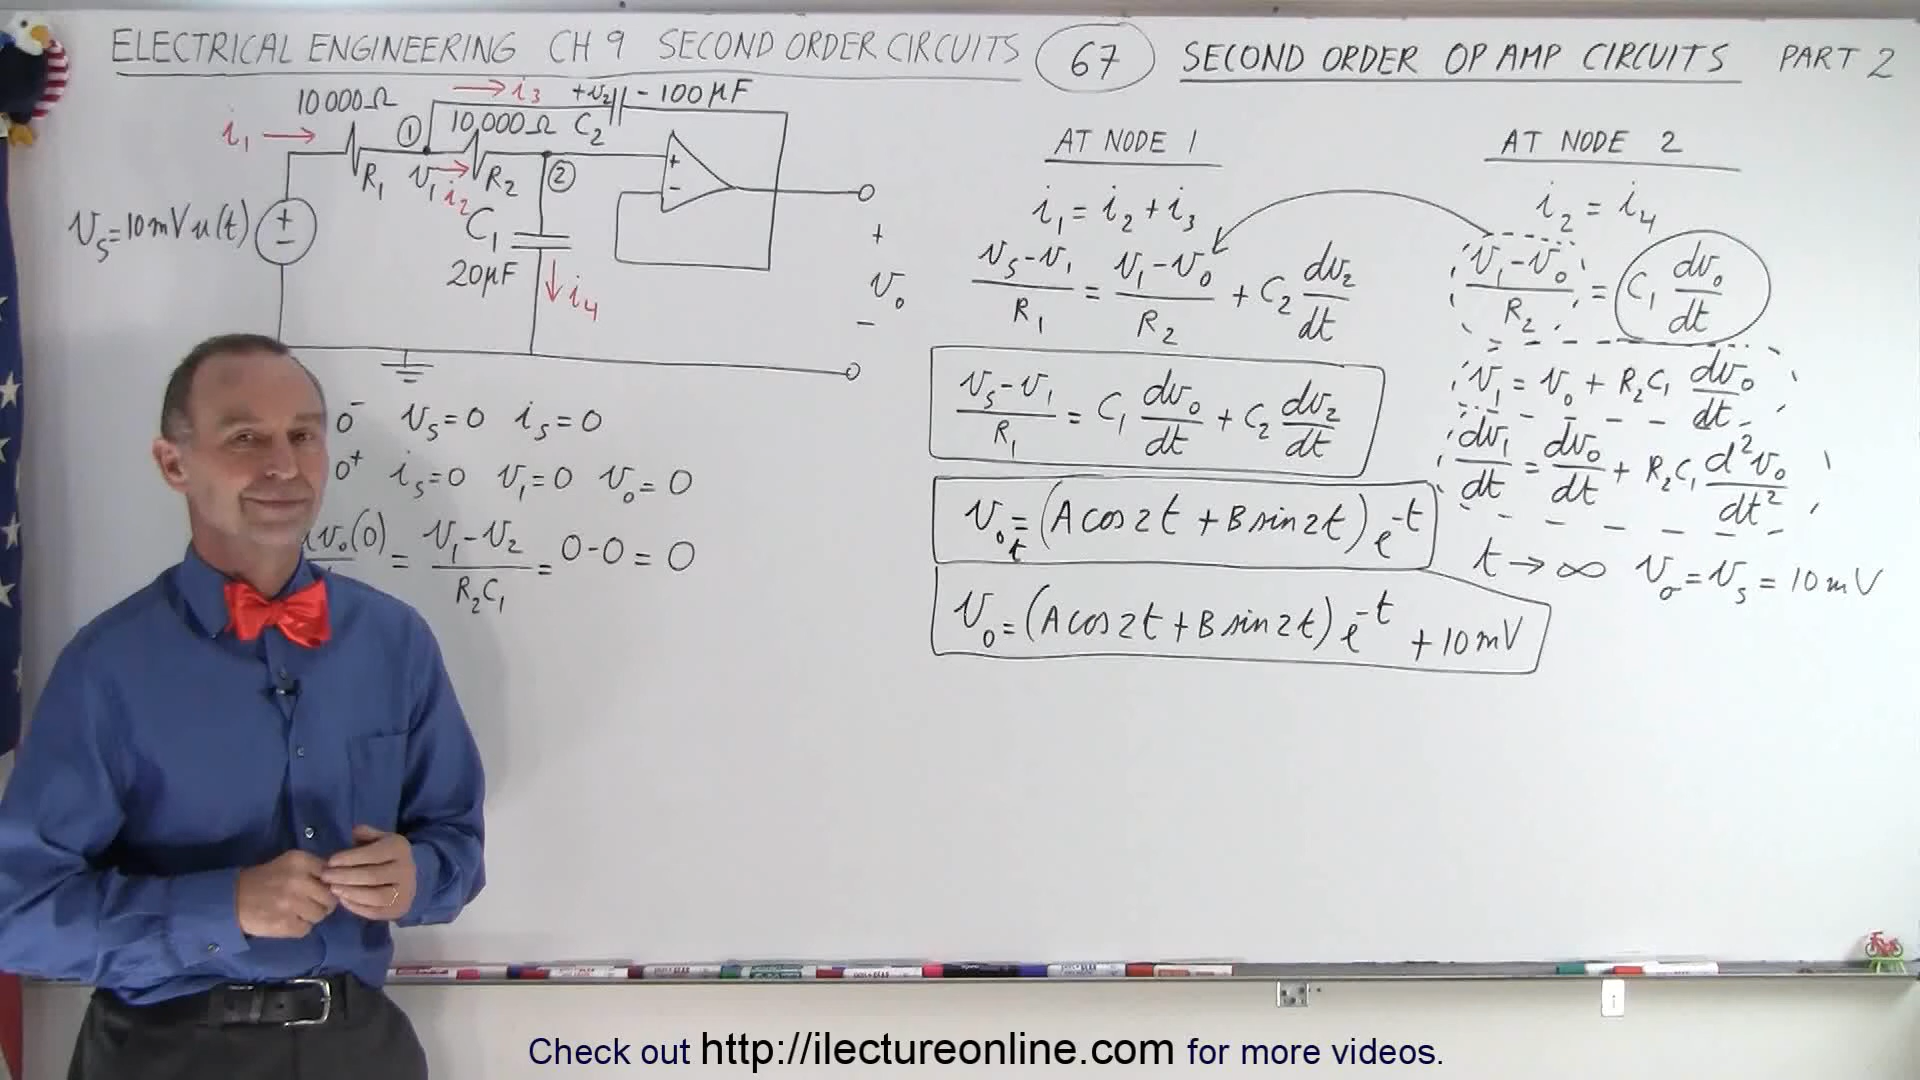 ELECTRICAL ENGINEERING CH 9 SECOND ORDER CIRCUITS 67 SECOND ORDER OP AMP CIRCUITS PART 2
10 000Ω
i₁ →
→ i₃
+v₂ - 100μF
①
10,000Ω C₂
R₁ v₁ → i₂ R₂ ②
+
-
vₛ=10mVu(t)
+
-
C₁
20μF
↓ i₄
+
v₀
-
0⁻ vₛ=0 iₛ=0
0⁺ iₛ=0 v₁=0 v₀=0
v₀(0) = (v₁-v₂)/(R₂C₁) = 0-0 = 0
AT NODE 1
i₁ = i₂ + i₃
(vₛ-v₁)/R₁ = (v₁-v₀)/R₂ + C₂ dv₂/dt
(vₛ-v₁)/R₁ = C₁ dv₀/dt + C₂ dv₂/dt
v₀ₜ = (A cos 2t + B sin 2t) e^-t
v₀ = (A cos 2t + B sin 2t) e^-t + 10mV
AT NODE 2
i₂ = i₄
(v₁-v₀)/R₂ = C₁ dv₀/dt
v₁ = v₀ + R₂C₁ dv₀/dt
dv₁/dt = dv₀/dt + R₂C₁ d²v₀/dt²
t → ∞ v₀ = vₛ = 10mV
Check out http://ilectureonline.com for more videos.